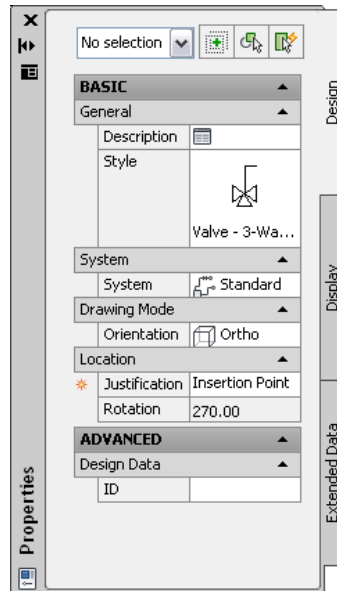 No selection
BASIC
General
Description
Style
Valve - 3-Wa...
System
System Standard
Drawing Mode
Orientation Ortho
Location
Justification Insertion Point
Rotation 270.00
ADVANCED
Design Data
ID
Design
Display
Extended Data
Properties